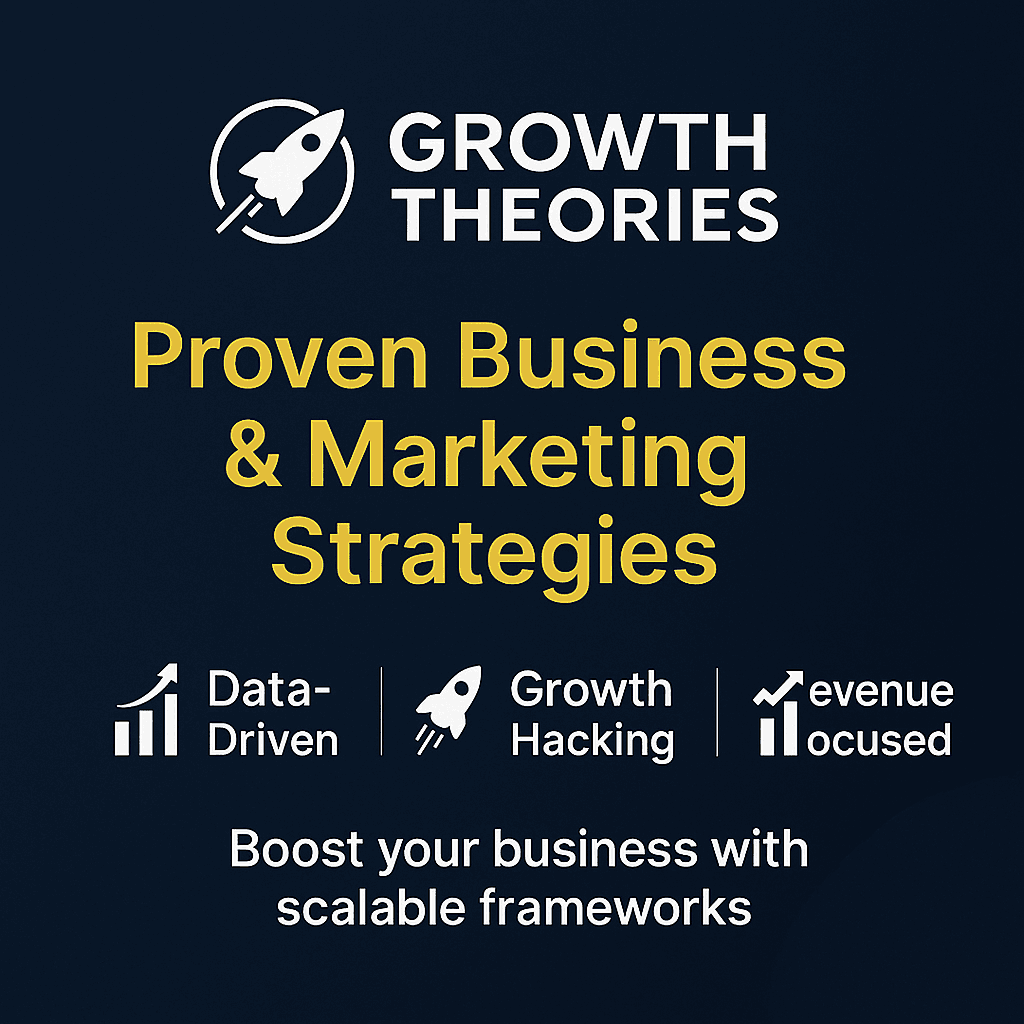 GROWTH
THEORIES
Proven Business
& Marketing
Strategies
Data-
Driven
Growth
Hacking
evenue
ocused
Boost your business with
scalable frameworks